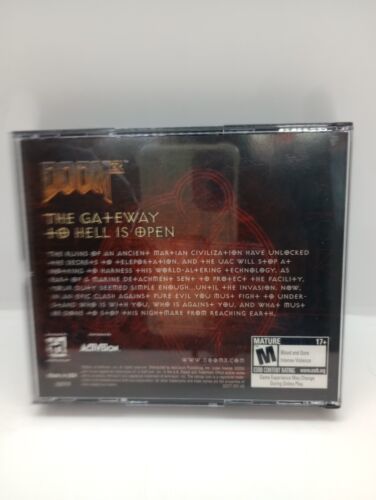 DOOM 3
THE GATEWAY
TO HELL IS OPEN
THE RUINS OF AN ANCIENT MARTIAN CIVILIZATION HAVE UNLOCKED
THE SECRETS TO TELEPORTATION, AND THE UAC WILL STOP AT
NOTHING TO HARNESS THIS WORLD-ALTERING TECHNOLOGY. AS
PART OF A MARINE DETACHMENT SENT TO PROTECT THE FACILITY,
YOUR DUTY SEEMED SIMPLE ENOUGH...UNTIL THE INVASION. NOW,
IN AN EPIC CLASH AGAINST PURE EVIL YOU MUST FIGHT TO UNDER-
STAND WHO IS WITH YOU, WHO IS AGAINST YOU, AND WHAT MUST
BE DONE TO STOP THIS NIGHTMARE FROM REACHING EARTH.
ACTIVISION
www.doom3.com
MATURE 17+
M
Blood and Gore
Intense Violence
ESRB CONTENT RATING www.esrb.org
Game Experience May Change
During Online Play